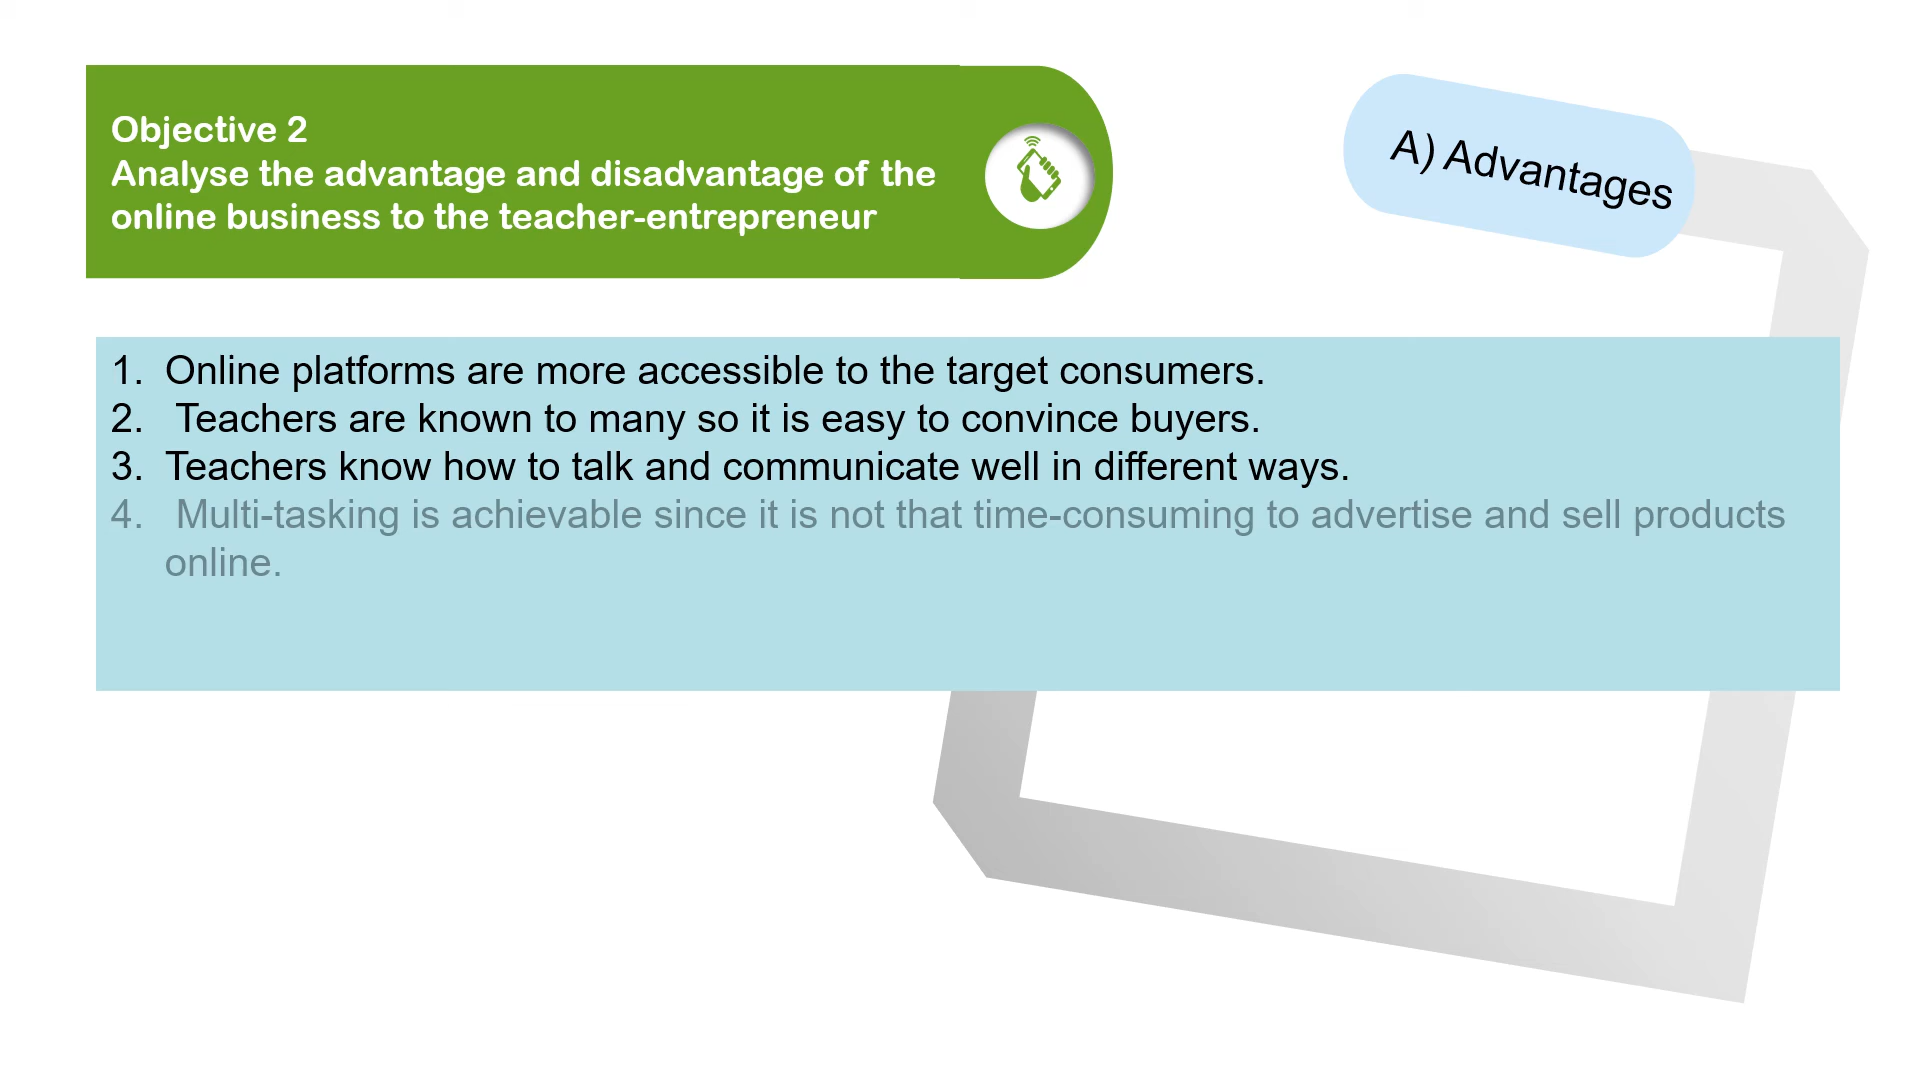 Objective 2
Analyse the advantage and disadvantage of the
online business to the teacher-entrepreneur
A) Advantages
1. Online platforms are more accessible to the target consumers.
2. Teachers are known to many so it is easy to convince buyers.
3. Teachers know how to talk and communicate well in different ways.
4. Multi-tasking is achievable since it is not that time-consuming to advertise and sell products
online.